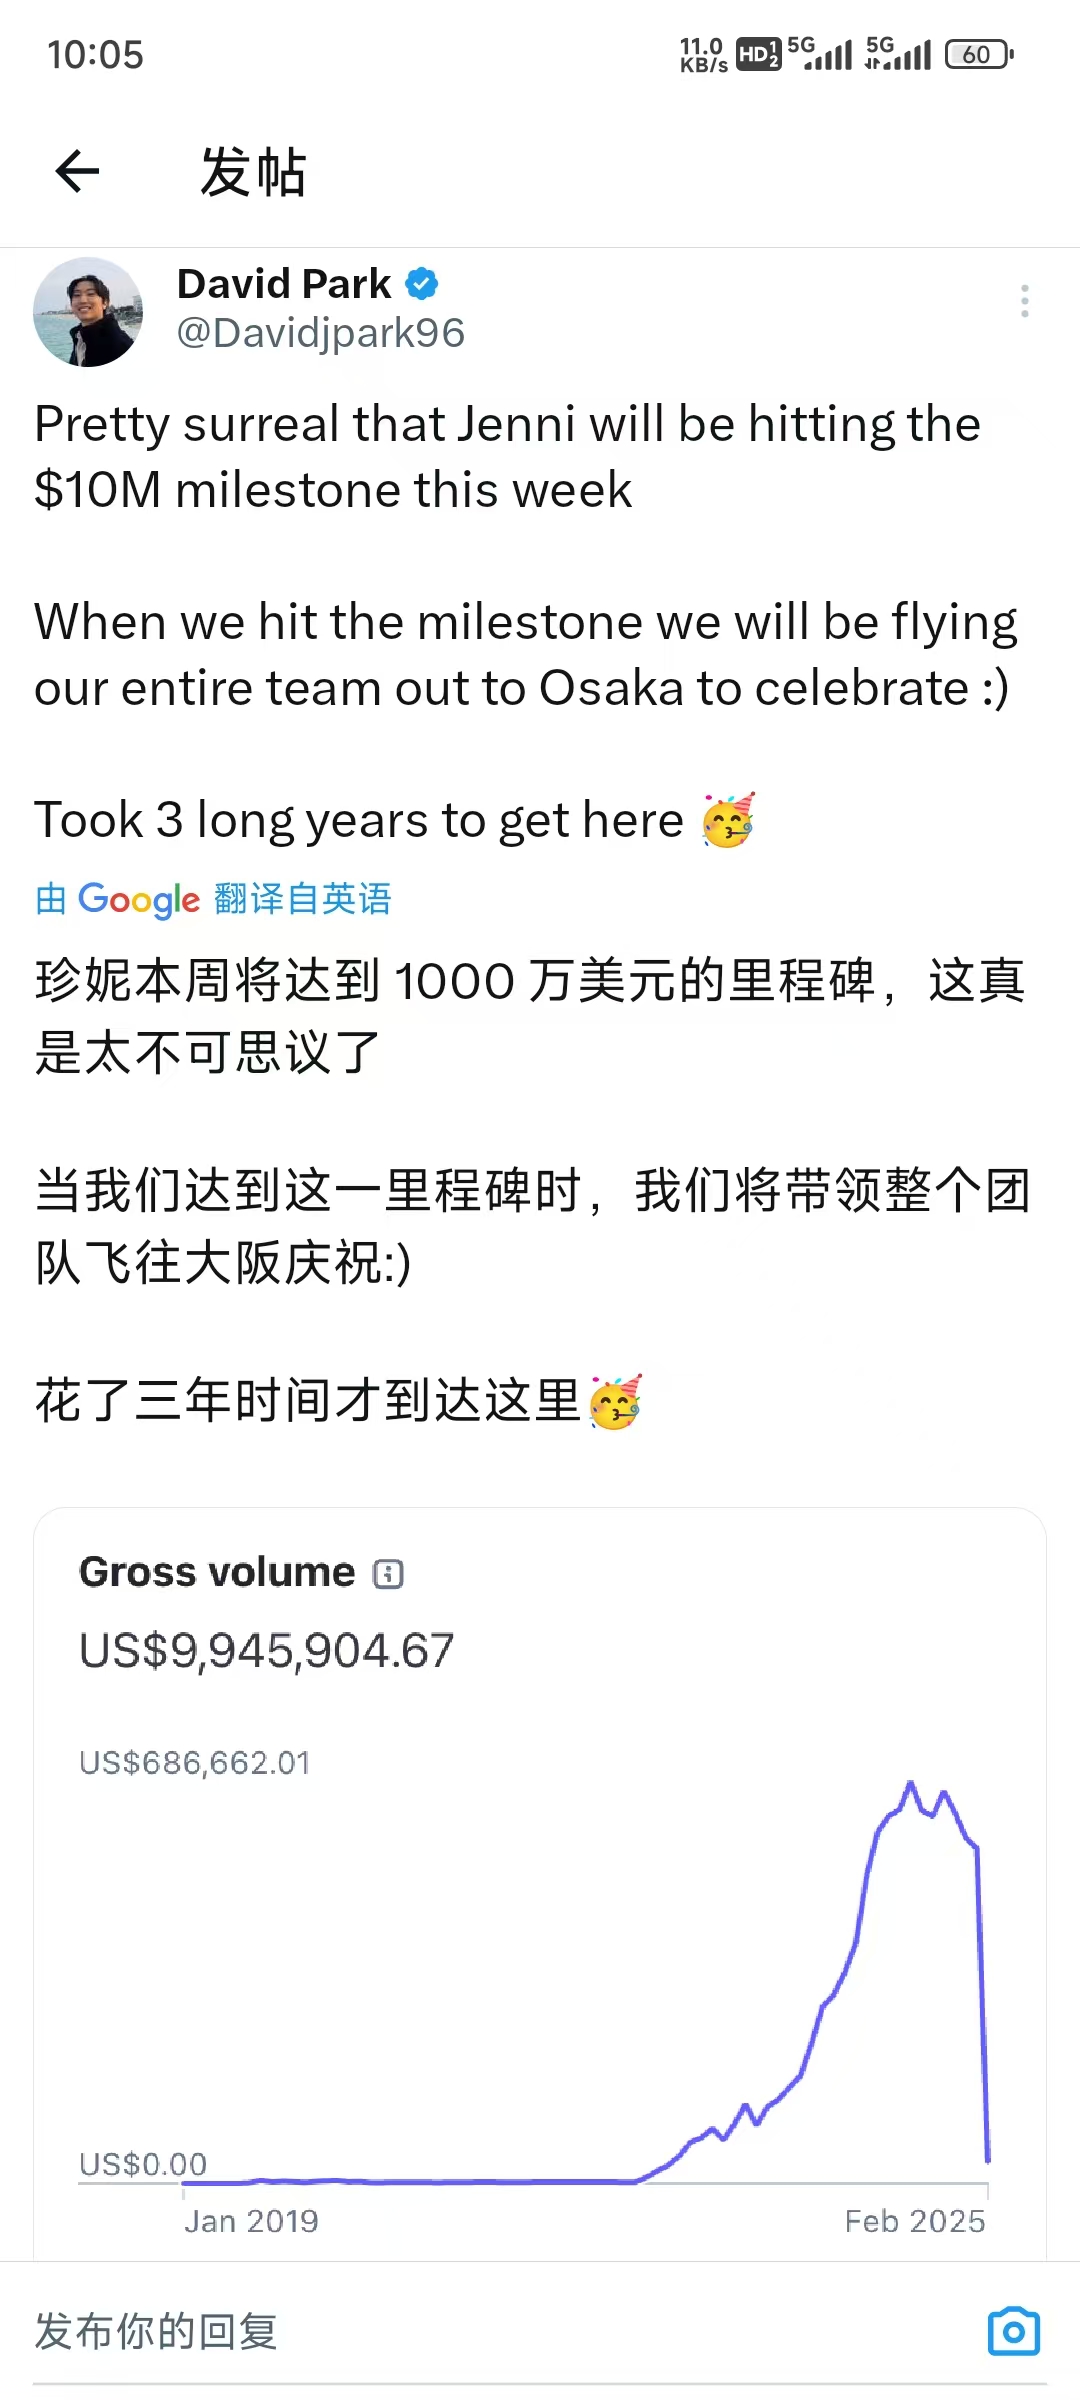 10:05
11.0 KB/s HD 1 2 5G 5G 60
发帖
David Park
@Davidjpark96
Pretty surreal that Jenni will be hitting the
$10M milestone this week
When we hit the milestone we will be flying
our entire team out to Osaka to celebrate :)
Took 3 long years to get here 🥳
由 Google 翻译自英语
珍妮本周将达到 1000 万美元的里程碑，这真
是太不可思议了
当我们达到这一里程碑时，我们将带领整个团
队飞往大阪庆祝:)
花了三年时间才到达这里🥳
Gross volume
US$9,945,904.67
US$686,662.01
US$0.00
Jan 2019
Feb 2025
发布你的回复